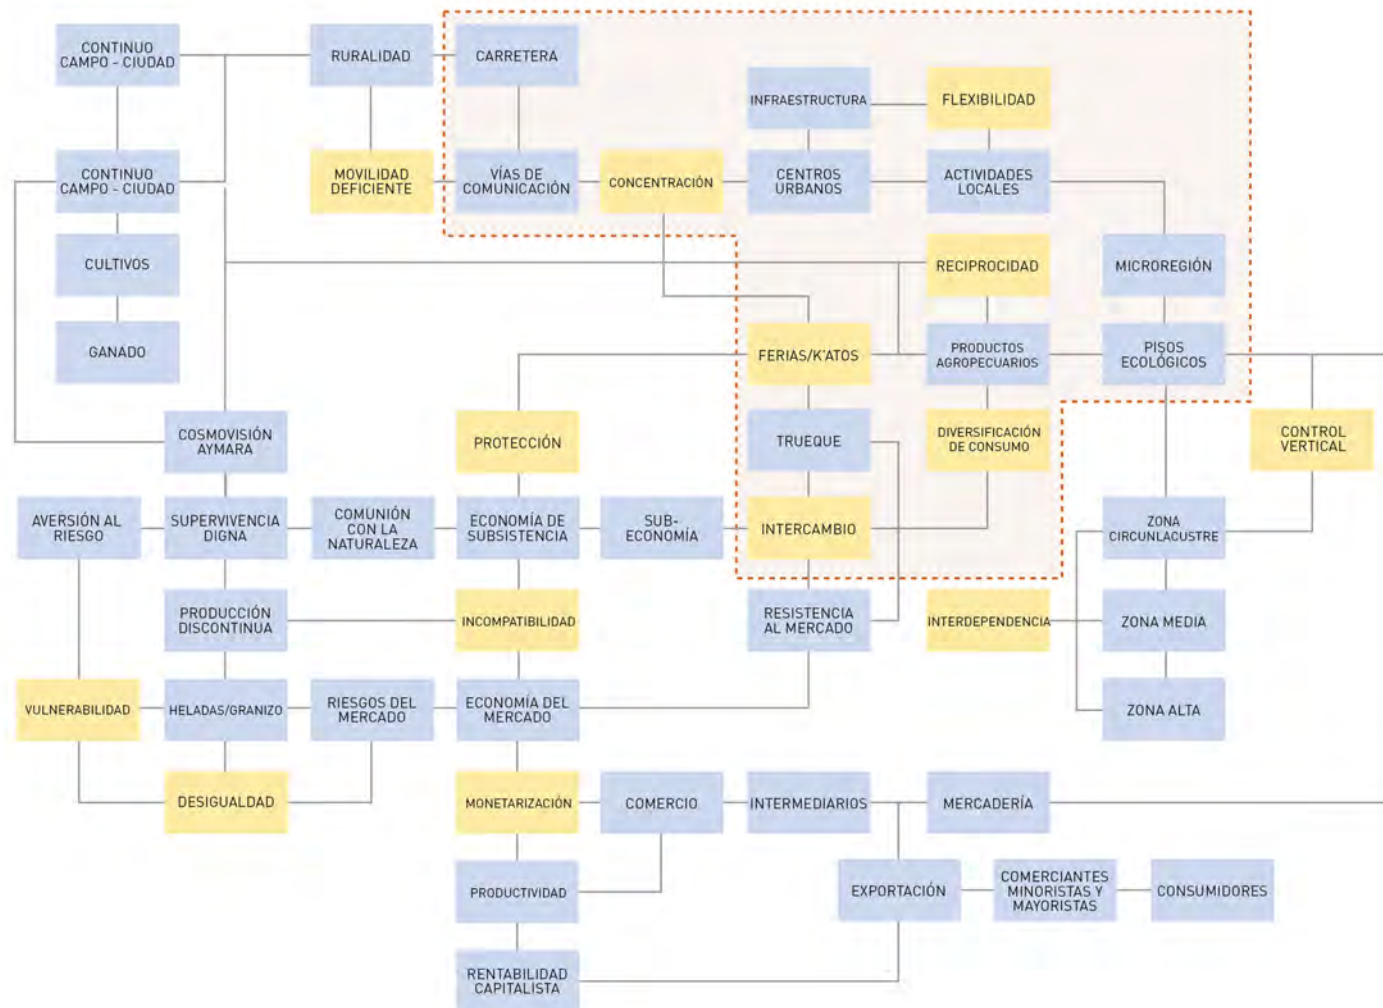 CONTINUO
CAMPO - CIUDAD
RURALIDAD
CARRETERA
INFRAESTRUCTURA
FLEXIBILIDAD
CONTINUO
CAMPO - CIUDAD
MOVILIDAD
DEFICIENTE
VÍAS DE
COMUNICACIÓN
CONCENTRACIÓN
CENTROS
URBANOS
ACTIVIDADES
LOCALES
CULTIVOS
RECIPROCIDAD
MICROREGIÓN
GANADO
FERIAS/K'ATOS
PRODUCTOS
AGROPECUARIOS
PISOS
ECOLÓGICOS
COSMOVISIÓN
AYMARA
PROTECCIÓN
TRUEQUE
DIVERSIFICACIÓN
DE CONSUMO
CONTROL
VERTICAL
AVERSIÓN AL
RIESGO
SUPERVIVENCIA
DIGNA
COMUNIÓN
CON LA
NATURALEZA
ECONOMÍA DE
SUBSISTENCIA
SUB-
ECONOMÍA
INTERCAMBIO
ZONA
CIRCUNLACUSTRE
PRODUCCIÓN
DISCONTINUA
INCOMPATIBILIDAD
RESISTENCIA
AL MERCADO
INTERDEPENDENCIA
ZONA MEDIA
VULNERABILIDAD
HELADAS/GRANIZO
RIESGOS DEL
MERCADO
ECONOMÍA DEL
MERCADO
ZONA ALTA
DESIGUALDAD
MONETARIZACIÓN
COMERCIO
INTERMEDIARIOS
MERCADERÍA
PRODUCTIVIDAD
EXPORTACIÓN
COMERCIANTES
MINORISTAS Y
MAYORISTAS
CONSUMIDORES
RENTABILIDAD
CAPITALISTA